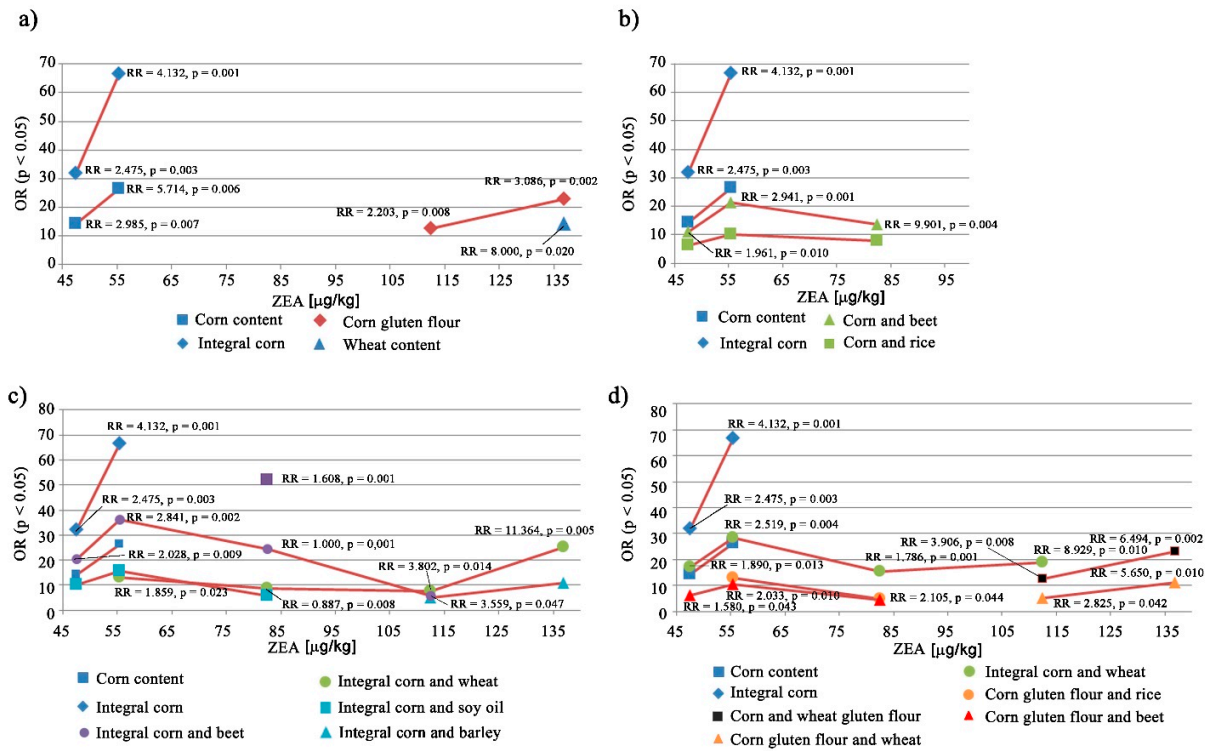 a)
OR (p < 0.05)
70
60
50
40
30
20
10
0
RR = 4.132, p = 0.001
RR = 2.475, p = 0.003
RR = 5.714, p = 0.006
RR = 2.985, p = 0.007
RR = 3.086, p = 0.002
RR = 2.203, p = 0.008
RR = 8.000, p = 0.020
45 55 65 75 85 95 105 115 125 135
ZEA [µg/kg]
Corn content
Corn gluten flour
Integral corn
Wheat content
b)
OR (p < 0.05)
70
60
50
40
30
20
10
0
RR = 4.132, p = 0.001
RR = 2.475, p = 0.003
RR = 2.941, p = 0.001
RR = 9.901, p = 0.004
RR = 1.961, p = 0.010
45 55 65 75 85 95
ZEA [µg/kg]
Corn content
Corn and beet
Integral corn
Corn and rice
c)
OR (p < 0.05)
80
70
60
50
40
30
20
10
0
RR = 4.132, p = 0.001
RR = 1.608, p = 0.001
RR = 2.475, p = 0.003
RR = 2.841, p = 0.002
RR = 11.364, p = 0.005
RR = 2.028, p = 0.009
RR = 1.000, p = 0,001
RR = 3.802, p = 0.014
RR = 1.859, p = 0.023
RR = 0.887, p = 0.008
RR = 3.559, p = 0.047
45 55 65 75 85 95 105 115 125 135
ZEA [µg/kg]
Corn content
Integral corn and wheat
Integral corn
Integral corn and soy oil
Integral corn and beet
Integral corn and barley
d)
OR (p < 0.05)
80
70
60
50
40
30
20
10
0
RR = 4.132, p = 0.001
RR = 2.475, p = 0.003
RR = 2.519, p = 0.004
RR = 3.906, p = 0.008
RR = 6.494, p = 0.002
RR = 1.786, p = 0.001
RR = 8.929, p = 0.010
RR = 1.890, p = 0.013
RR = 5.650, p = 0.010
RR = 2.033, p = 0.010
RR = 2.105, p = 0.044
RR = 1.580, p = 0.043
RR = 2.825, p = 0.042
45 55 65 75 85 95 105 115 125 135
ZEA [µg/kg]
Corn content
Integral corn and wheat
Integral corn
Corn gluten flour and rice
Corn and wheat gluten flour
Corn gluten flour and beet
Corn gluten flour and wheat